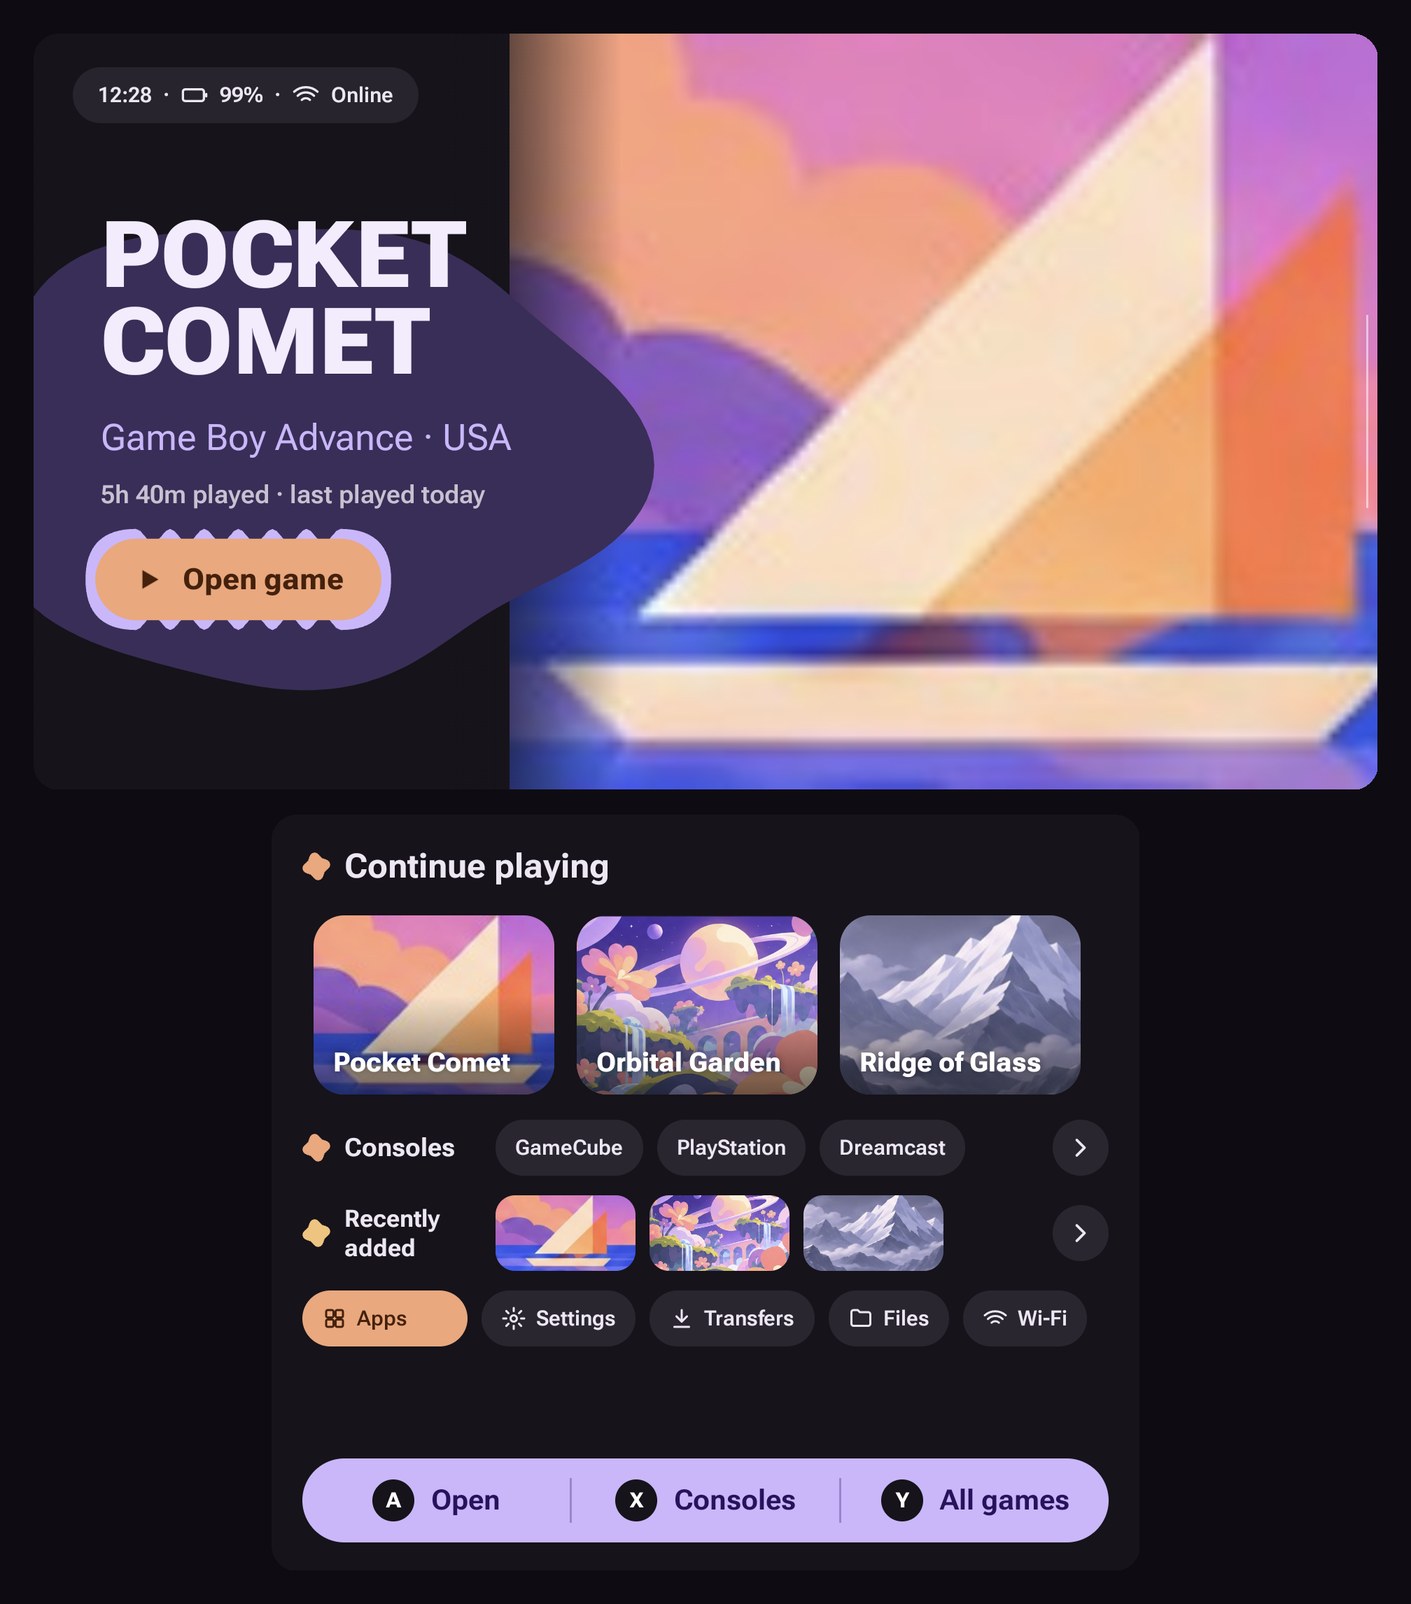 12:28 · 99% · Online
POCKET
COMET
Game Boy Advance · USA
5h 40m played · last played today
Open game
Continue playing
Pocket Comet
Orbital Garden
Ridge of Glass
Consoles
GameCube
PlayStation
Dreamcast
Recently
added
Apps
Settings
Transfers
Files
Wi-Fi
A Open
X Consoles
Y All games